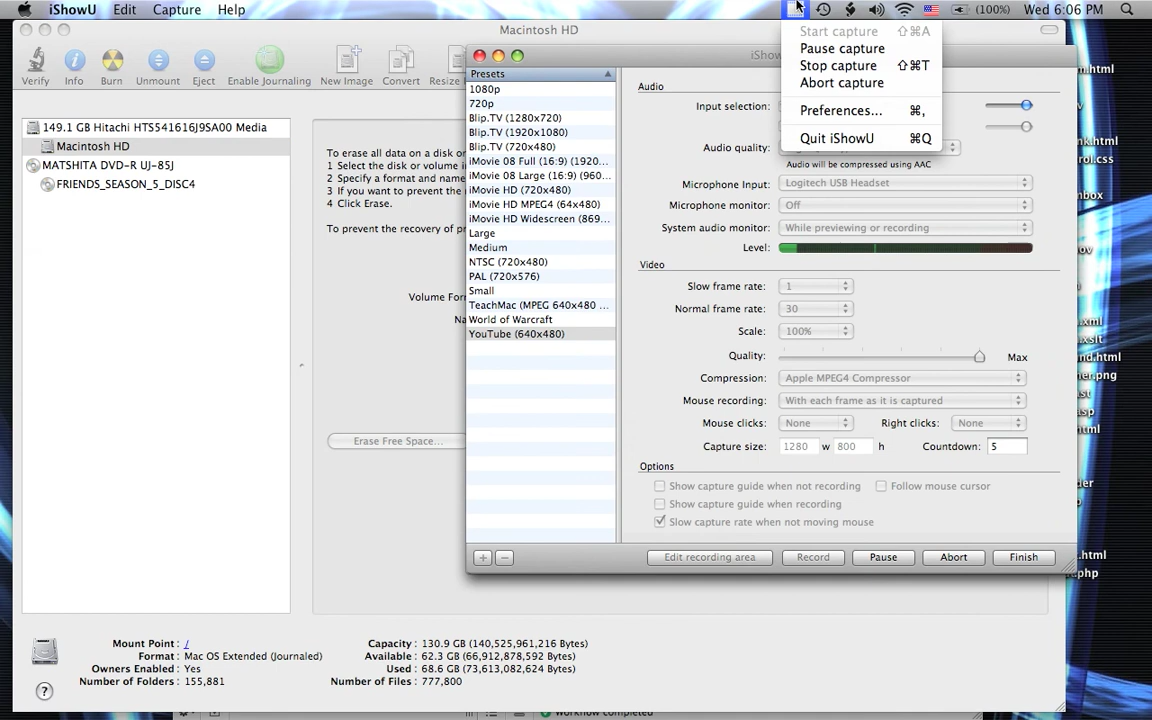 iShowU Edit Capture Help
(100%) Wed 6:06 PM
Start capture ⇧⌘A
Pause capture
Stop capture ⇧⌘T
Abort capture
Preferences... ⌘,
Quit iShowU ⌘Q
Macintosh HD
Verify Info Burn Unmount Eject Enable Journaling New Image Convert
149.1 GB Hitachi HTS541616J9SA00 Media
Macintosh HD
MATSHITA DVD-R UJ-85J
FRIENDS_SEASON_5_DISC4
To erase all data on a disk or
1 Select the disk or volume i
2 Specify a format and name
3 If you want to prevent the
4 Click Erase.
To prevent the recovery of p
Volume For
Na
Erase Free Space...
Presets
1080p
720p
Blip.TV (1280x720)
Blip.TV (1920x1080)
Blip.TV (720x480)
iMovie 08 Full (16:9) (1920...
iMovie 08 Large (16:9) (960...
iMovie HD (720x480)
iMovie HD MPEG4 (64x480)
iMovie HD Widescreen (869...
Large
Medium
NTSC (720x480)
PAL (720x576)
Small
TeachMac (MPEG 640x480 ...
World of Warcraft
YouTube (640x480)
Audio
Input selection:
Audio quality:
Audio will be compressed using AAC
Microphone Input: Logitech USB Headset
Microphone monitor: Off
System audio monitor: While previewing or recording
Level:
Video
Slow frame rate: 1
Normal frame rate: 30
Scale: 100%
Quality: Max
Compression: Apple MPEG4 Compressor
Mouse recording: With each frame as it is captured
Mouse clicks: None Right clicks: None
Capture size: 1280 w 800 h Countdown: 5
Options
Show capture guide when not recording Follow mouse cursor
Show capture guide when recording
Slow capture rate when not moving mouse
+ − Edit recording area Record Pause Abort Finish
Mount Point : /
Format : Mac OS Extended (Journaled)
Owners Enabled : Yes
Number of Folders : 155,881
Capacity : 130.9 GB (140,525,961,216 Bytes)
Available : 62.3 GB (66,912,878,592 Bytes)
Used : 68.6 GB (73,613,082,624 Bytes)
Number of Files : 777,800
?
Workflow completed